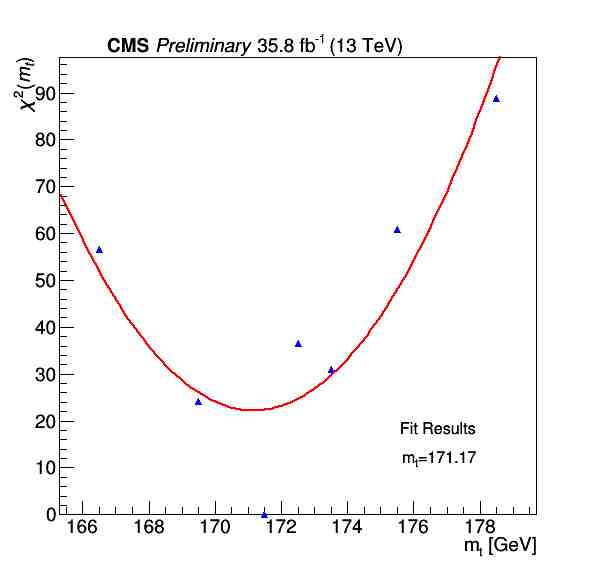 CMS Preliminary 35.8 fb⁻¹ (13 TeV)
χ²(mₜ)
90
80
70
60
50
40
30
20
10
0
Fit Results
mₜ=171.17
166 168 170 172 174 176 178
mₜ [GeV]